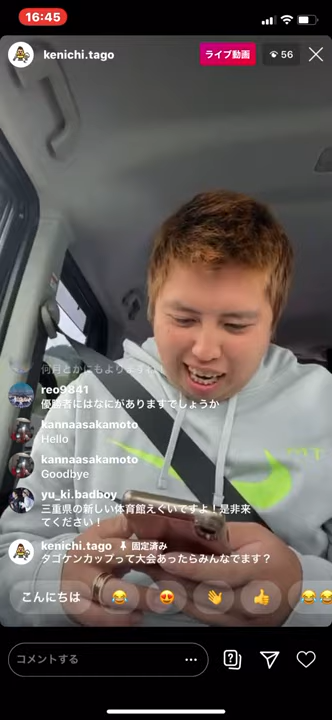 16:45
kenichi.tago
ライブ動画
56
reo9841
優勝者にはなにがありますでしょうか
kannaasakamoto
Hello
kannaasakamoto
Goodbye
yu_ki.badboy
三重県の新しい体育館えぐいですよ！是非来
てください！
kenichi.tago 固定済み
タゴケンカップって大会あったらみんなでます？
こんにちは
コメントする